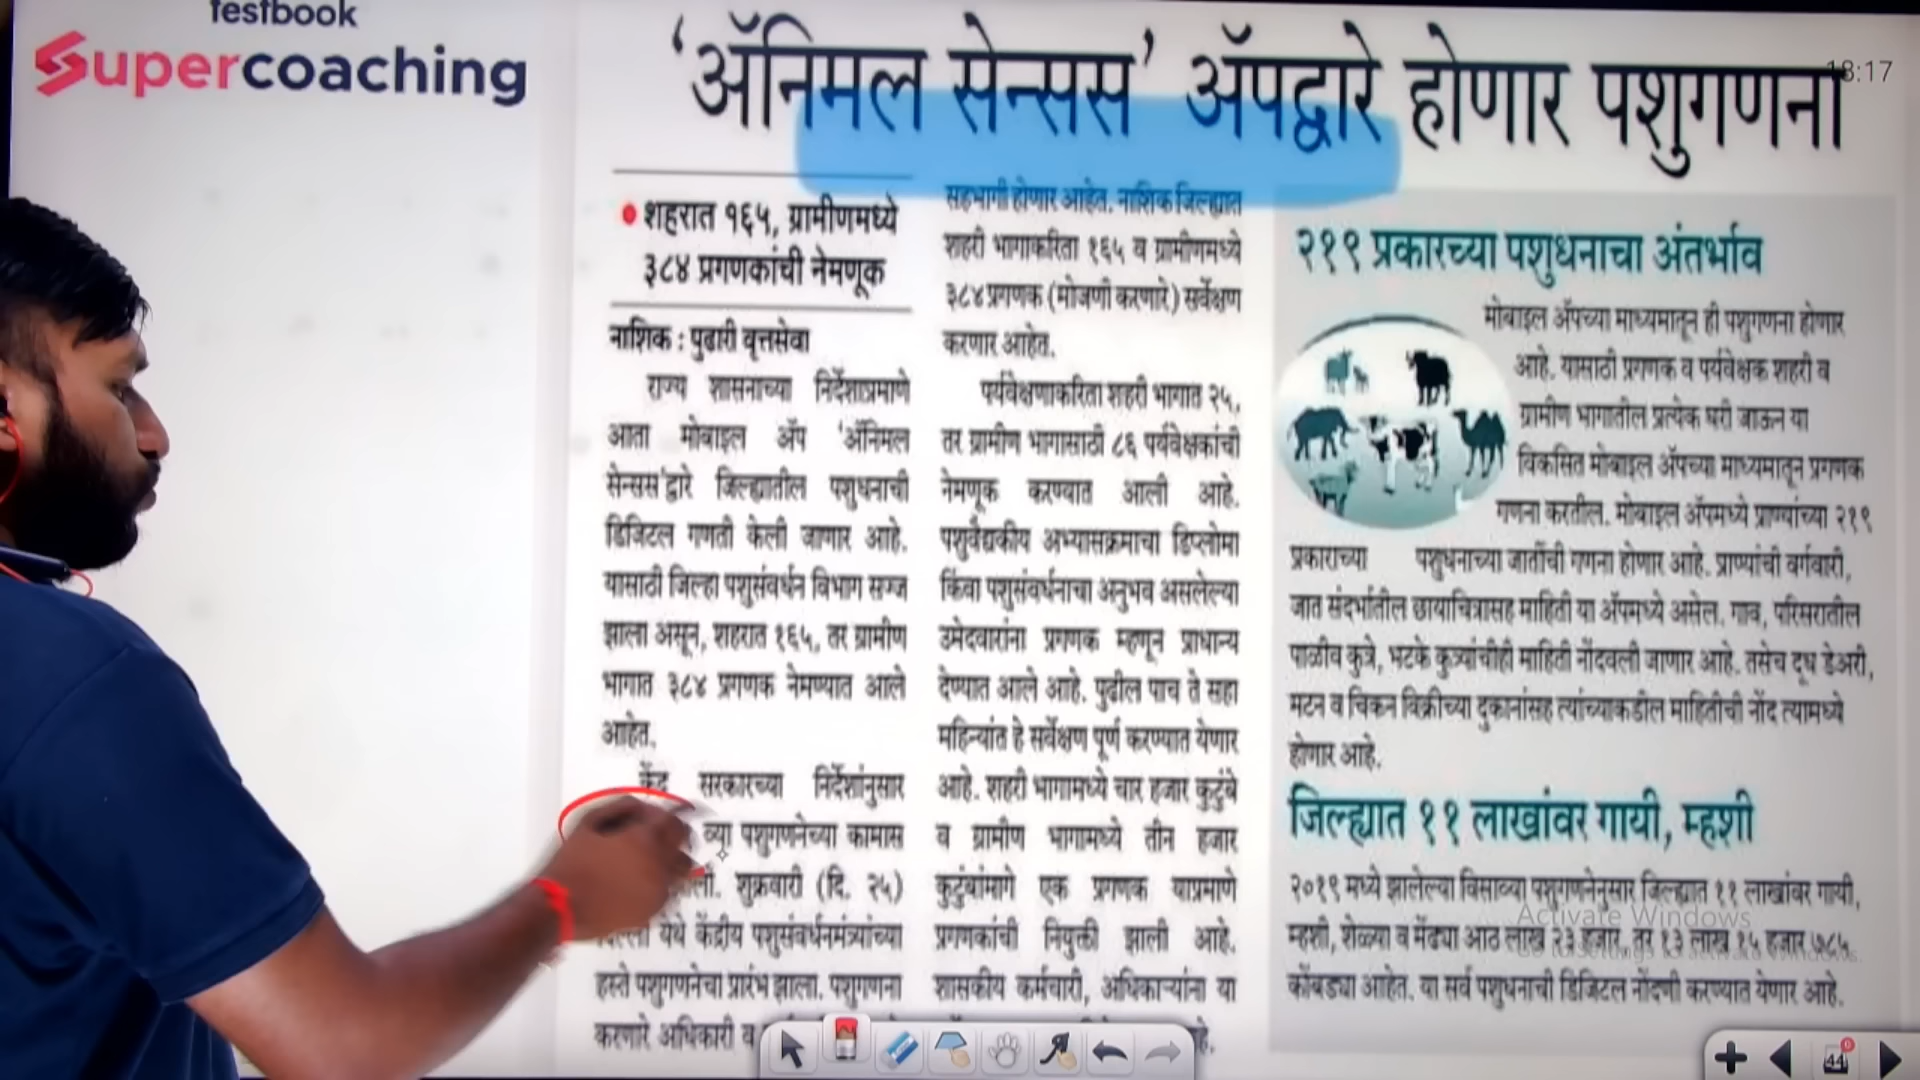 testbook
Supercoaching
'ॲनिमल सेन्सस' ॲपद्वारे होणार पशुगणना
18:17
शहरात १६५, ग्रामीणमध्ये
३८४ प्रगणकांची नेमणूक
नाशिक : पुढारी वृत्तसेवा
राज्य शासनाच्या निर्देशाप्रमाणे
आता मोबाइल ॲप 'ॲनिमल
सेन्सस'द्वारे जिल्ह्यातील पशुधनाची
डिजिटल गणती केली जाणार आहे.
यासाठी जिल्हा पशुसंवर्धन विभाग सज्ज
झाला असून, शहरात १६५, तर ग्रामीण
भागात ३८४ प्रगणक नेमण्यात आले
आहेत.
केंद्र सरकारच्या निर्देशांनुसार
व्या पशुगणनेच्या कामास
शुक्रवारी (दि. २५)
दिल्ली येथे केंद्रीय पशुसंवर्धनमंत्र्यांच्या
हस्ते पशुगणनेचा प्रारंभ झाला. पशुगणना
करणारे अधिकारी व
सहभागी होणार आहेत. नाशिक जिल्ह्यात
शहरी भागाकरिता १६५ व ग्रामीणमध्ये
३८४ प्रगणक (मोजणी करणारे) सर्वेक्षण
करणार आहेत.
पर्यवेक्षणाकरिता शहरी भागात २५,
तर ग्रामीण भागासाठी ८६ पर्यवेक्षकांची
नेमणूक करण्यात आली आहे.
पशुवैद्यकीय अभ्यासक्रमाचा डिप्लोमा
किंवा पशुसंवर्धनाचा अनुभव असलेल्या
उमेदवारांना प्रगणक म्हणून प्राधान्य
देण्यात आले आहे. पुढील पाच ते सहा
महिन्यांत हे सर्वेक्षण पूर्ण करण्यात येणार
आहे. शहरी भागामध्ये चार हजार कुटुंबे
व ग्रामीण भागामध्ये तीन हजार
कुटुंबांमागे एक प्रगणक याप्रमाणे
प्रगणकांची नियुक्ती झाली आहे.
शासकीय कर्मचारी, अधिकाऱ्यांना या
२१९ प्रकारच्या पशुधनाचा अंतर्भाव
मोबाइल ॲपच्या माध्यमातून ही पशुगणना होणार
आहे. यासाठी प्रगणक व पर्यवेक्षक शहरी व
ग्रामीण भागातील प्रत्येक घरी जाऊन या
विकसित मोबाइल ॲपच्या माध्यमातून प्रगणक
गणना करतील. मोबाइल ॲपमध्ये प्राण्यांच्या २१९
प्रकाराच्या पशुधनाच्या जातींची गणना होणार आहे. प्राण्यांची वर्गवारी,
जात संदर्भातील छायाचित्रासह माहिती या ॲपमध्ये असेल. गाव, परिसरातील
पाळीव कुत्रे, भटके कुत्र्यांचीही माहिती नोंदवली जाणार आहे. तसेच दूध डेअरी,
मटन व चिकन विक्रीच्या दुकानांसह त्यांच्याकडील माहितीची नोंद त्यामध्ये
होणार आहे.
जिल्ह्यात ११ लाखांवर गायी, म्हशी
२०१९ मध्ये झालेल्या विसाव्या पशुगणनेनुसार जिल्ह्यात ११ लाखांवर गायी,
म्हशी, शेळ्या व मेंढ्या आठ लाख २३ हजार, तर १३ लाख १५ हजार ७८५
कोंबड्या आहेत. या सर्व पशुधनाची डिजिटल नोंदणी करण्यात येणार आहे.
Activate Windows
Go to Settings to activate Windows.
44